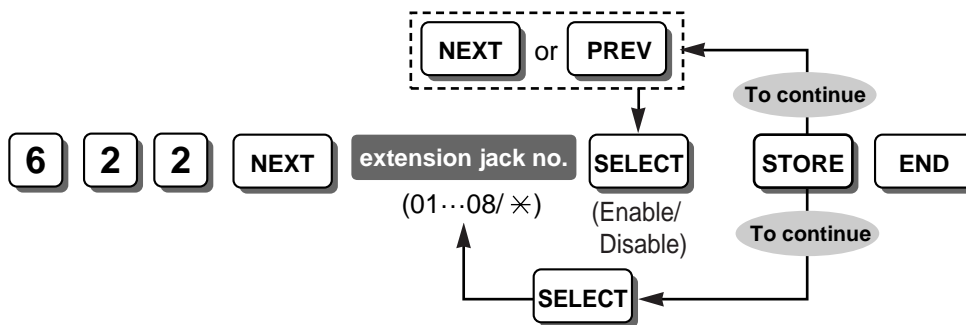 NEXT or PREV
To continue
6 2 2 NEXT extension jack no. SELECT STORE END
(01···08/ ✳)
(Enable/
Disable)
To continue
SELECT